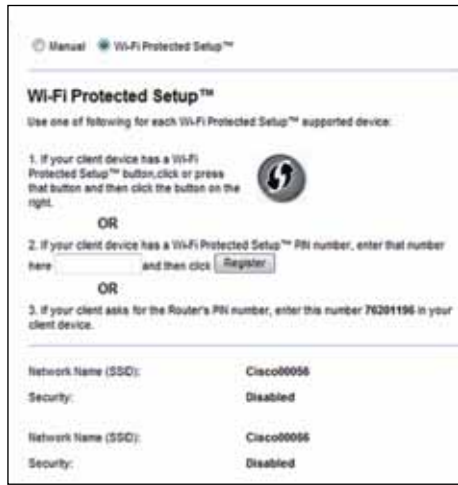 Manual Wi-Fi Protected Setup™
Wi-Fi Protected Setup™
Use one of following for each Wi-Fi Protected Setup™ supported device:
1. If your client device has a Wi-Fi
Protected Setup™ button,click or press
that button and then click the button on the
right.
OR
2. If your client device has a Wi-Fi Protected Setup™ PIN number, enter that number
here and then click Register
OR
3. If your client asks for the Router's PIN number, enter this number 76201196 in your
client device.
Network Name (SSID): Cisco00056
Security: Disabled
Network Name (SSID): Cisco00056
Security: Disabled